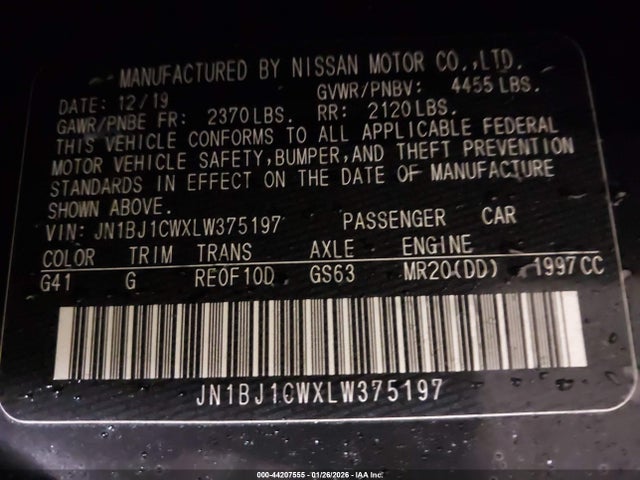 MANUFACTURED BY NISSAN MOTOR CO.,LTD.
DATE: 12/19 GVWR/PNBV: 4455 LBS.
GAWR/PNBE FR: 2370LBS. RR: 2120LBS.
THIS VEHICLE CONFORMS TO ALL APPLICABLE FEDERAL
MOTOR VEHICLE SAFETY,BUMPER,AND THEFT PREVENTION
STANDARDS IN EFFECT ON THE DATE OF MANUFACTURE
SHOWN ABOVE.
VIN: JN1BJ1CWXLW375197 PASSENGER CAR
COLOR TRIM TRANS AXLE ENGINE
G41 G RE0F10D GS63 MR20(DD) 1997CC
JN1BJ1CWXLW375197
000-44207555 - 01/26/2026 - IAA Inc.